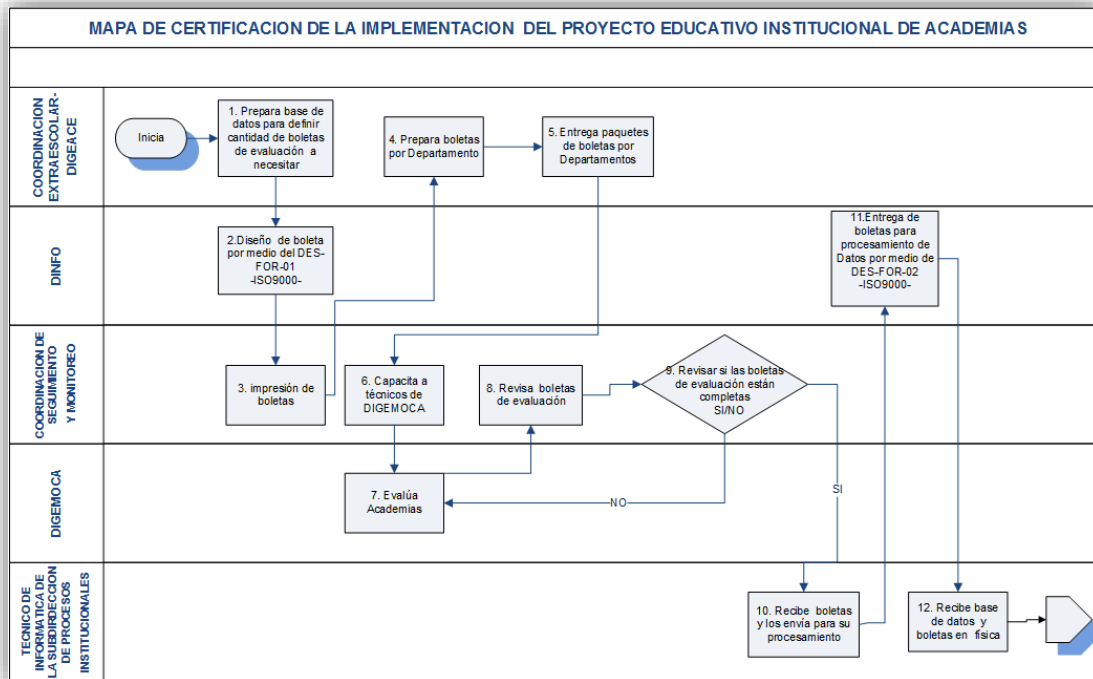 MAPA DE CERTIFICACION DE LA IMPLEMENTACION DEL PROYECTO EDUCATIVO INSTITUCIONAL DE ACADEMIAS
COORDINACION
EXTRAESCOLAR-
DIGEACE
Inicia
1. Prepara base de
datos para definir
cantidad de boletas
de evaluación a
necesitar
4. Prepara boletas
por Departamento
5. Entrega paquetes
de boletas por
Departamentos
DINFO
2.Diseño de boleta
por medio del DES-
FOR-01
-ISO9000-
11.Entrega de
boletas para
procesamiento de
Datos por medio de
DES-FOR-02
-ISO9000-
COORDINACION DE
SEGUIMIENTO
Y MONITOREO
3. impresión de
boletas
6. Capacita a
técnicos de
DIGEMOCA
8. Revisa boletas
de evaluación
9. Revisar si las boletas
de evaluación están
completas
SI/NO
DIGEMOCA
7. Evalúa
Academias
NO
SI
TECNICO DE
INFORMATICA DE
LA SUBDIRDECCION
DE PROCESOS
INSTITUCIONALES
10. Recibe boletas
y los envía para su
procesamiento
12. Recibe base
de datos y
boletas en física